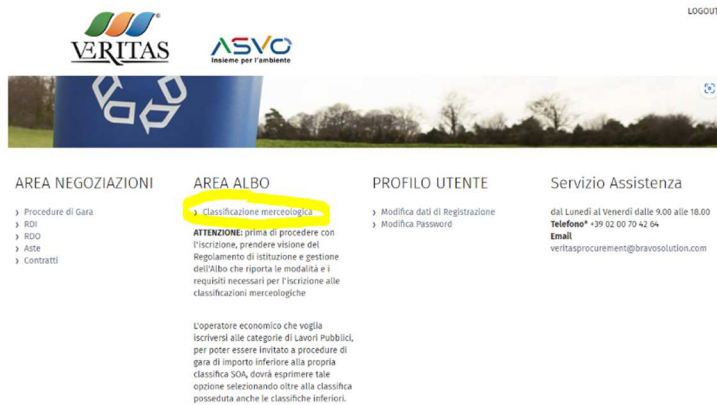 LOGOUT
VERITAS
ASVO
Insieme per l'ambiente
AREA NEGOZIAZIONI
› Procedure di Gara
› RDI
› RDO
› Aste
› Contratti
AREA ALBO
› Classificazione merceologica
ATTENZIONE: prima di procedere con
l'iscrizione, prendere visione del
Regolamento di istituzione e gestione
dell'Albo che riporta le modalità e i
requisiti necessari per l'iscrizione alle
classificazioni merceologiche
L'operatore economico che voglia
iscriversi alle categorie di Lavori Pubblici,
per poter essere invitato a procedure di
gara di importo inferiore alla propria
classifica SOA, dovrà esprimere tale
opzione selezionando oltre alla classifica
posseduta anche le classifiche inferiori.
PROFILO UTENTE
› Modifica dati di Registrazione
› Modifica Password
Servizio Assistenza
dal Lunedì al Venerdì dalle 9.00 alle 18.00
Telefono* +39 02 00 70 42 64
Email
veritasprocurement@bravosolution.com